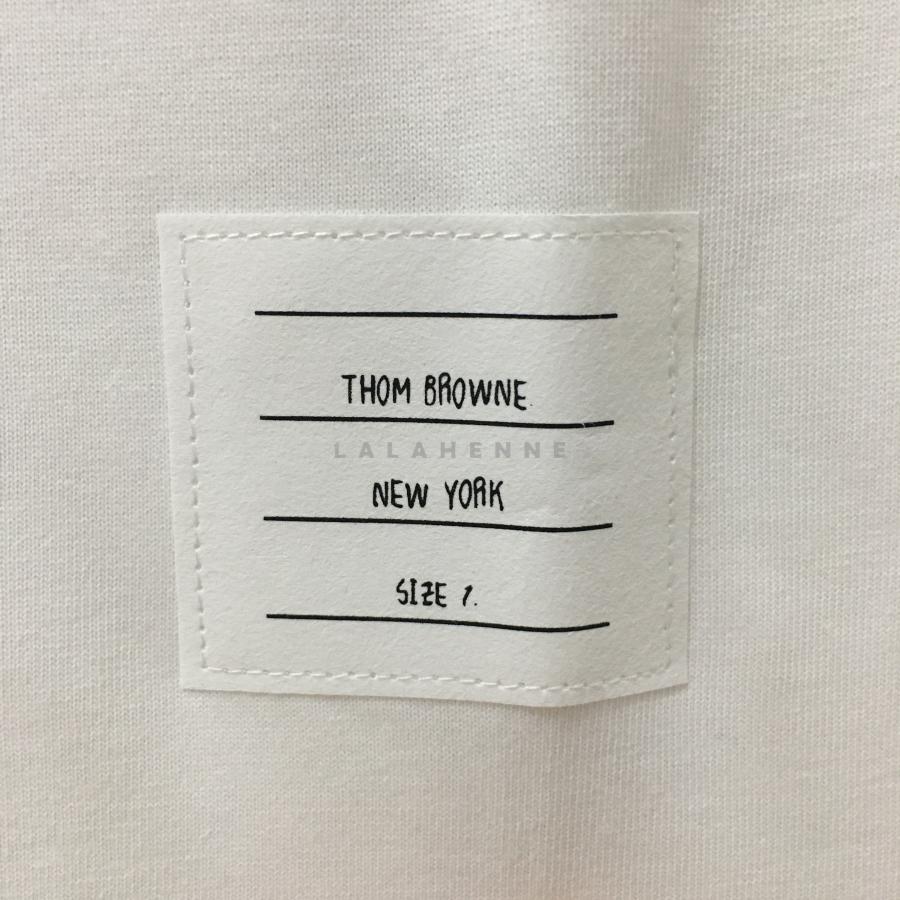 THOM BROWNE.
LALAHENNE
NEW YORK
SIZE 1.